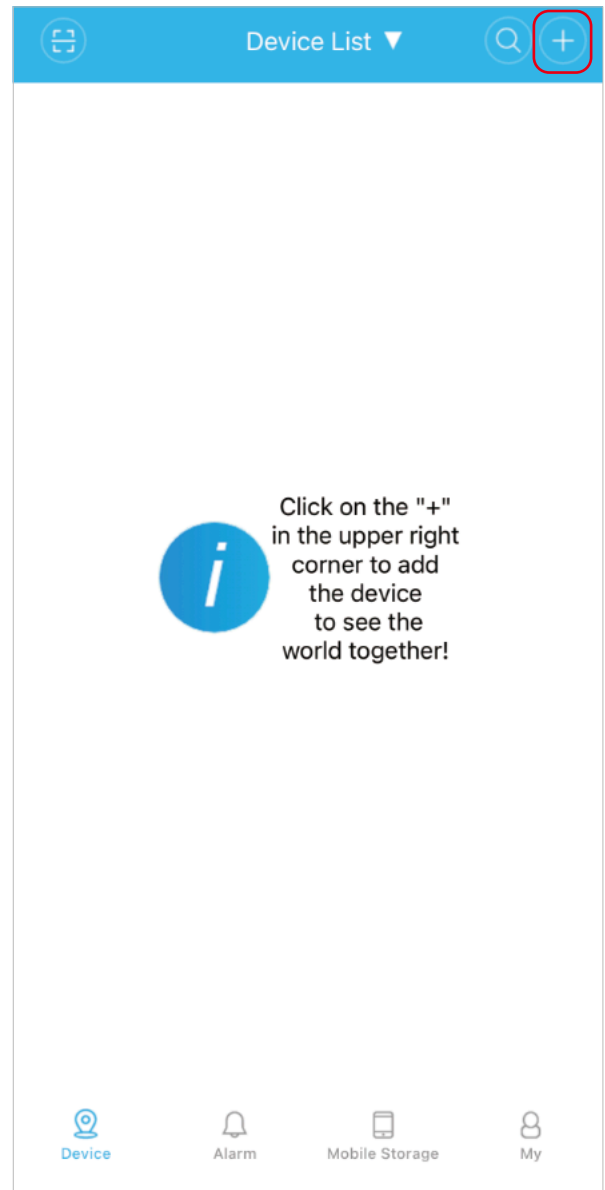 Device List ▼
Click on the "+"
in the upper right
corner to add
the device
to see the
world together!
Device
Alarm
Mobile Storage
My